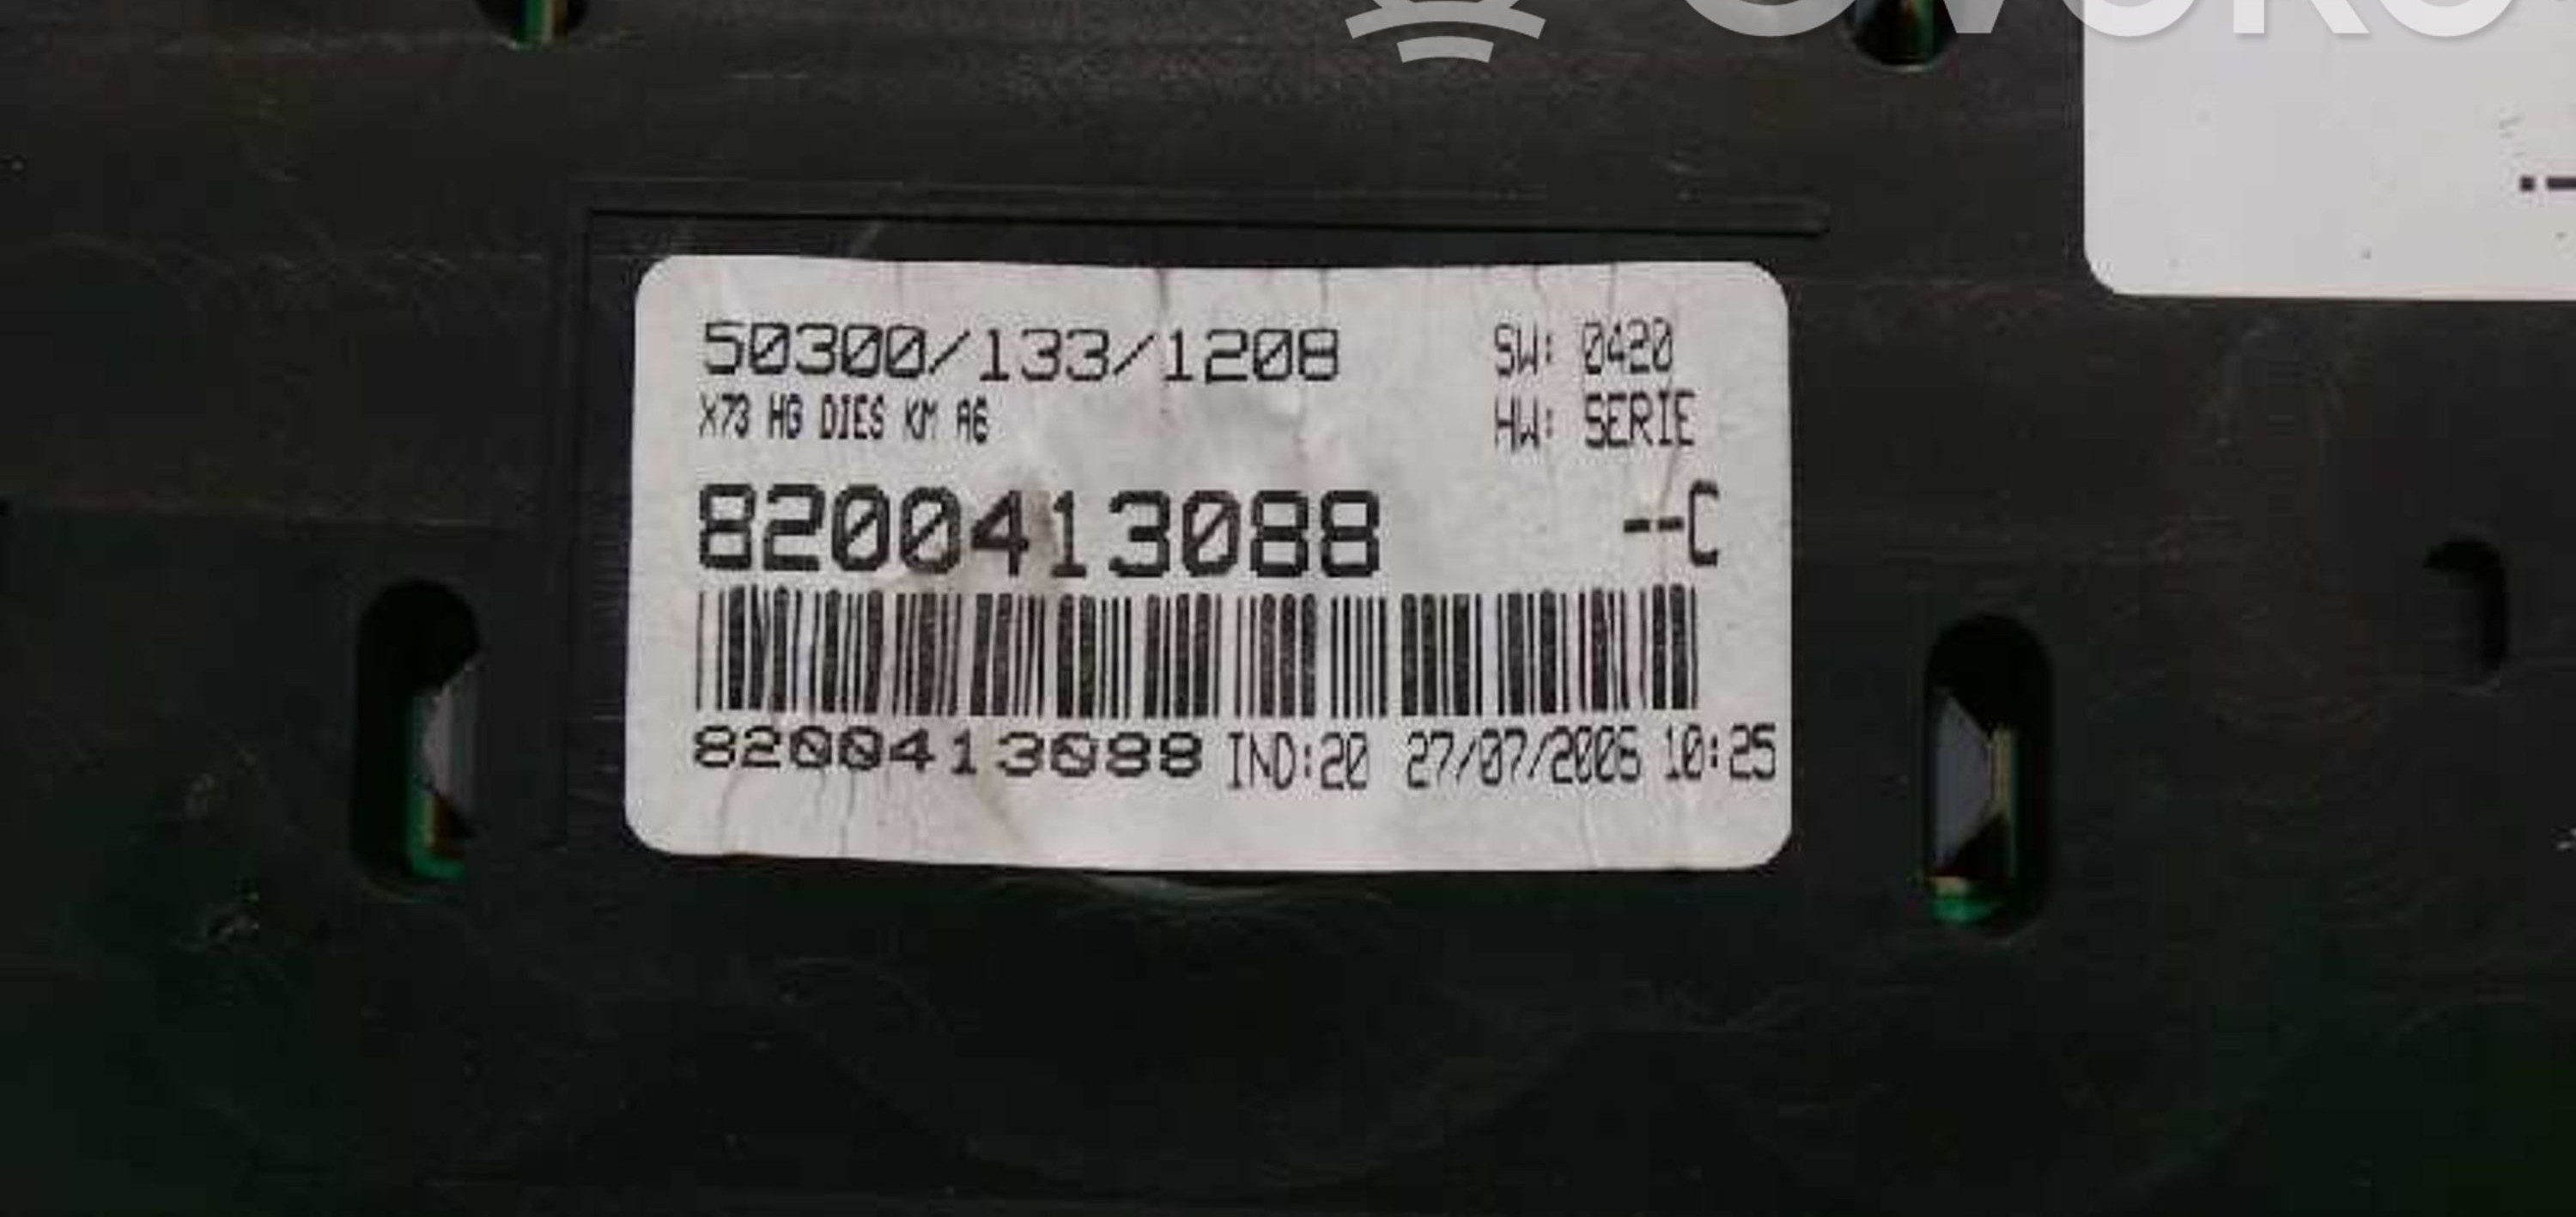 50300/133/1208 SW: 0420
X73 HG DIES KM A6 HW: SERIE
8200413088 --C
8200413088 IND:20 27/07/2006 10:25